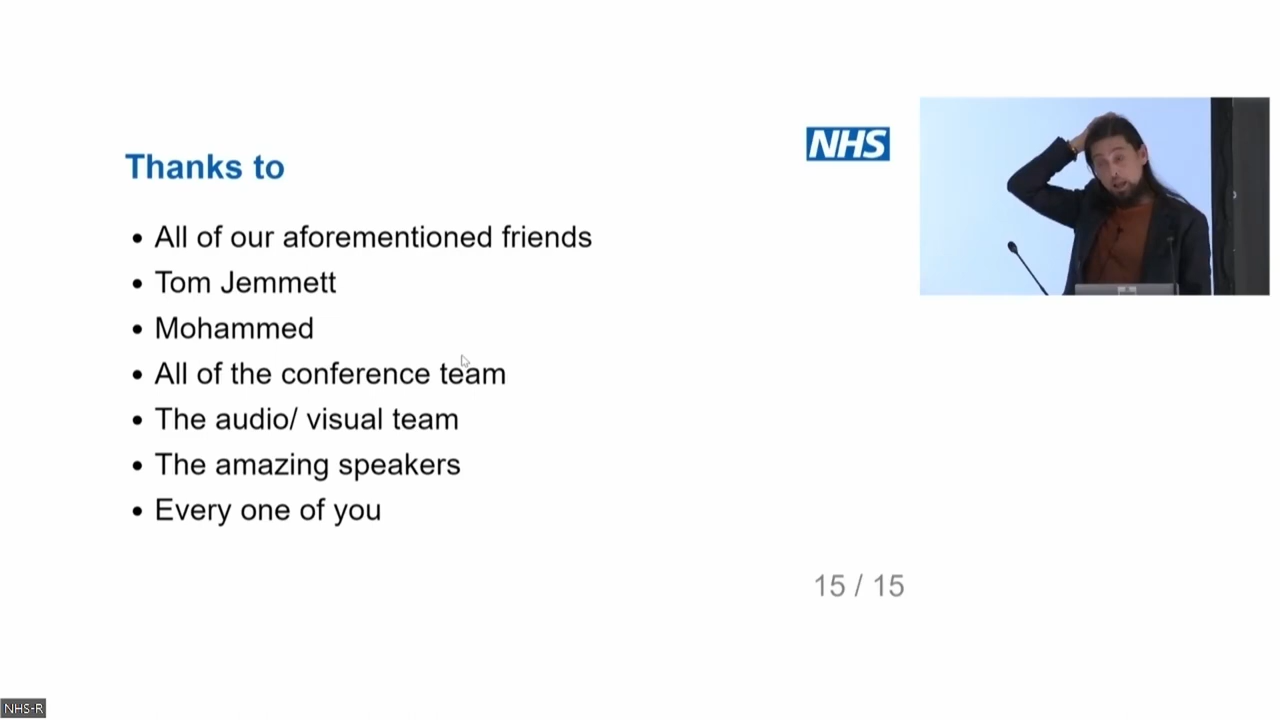 NHS
Thanks to
All of our aforementioned friends
Tom Jemmett
Mohammed
All of the conference team
The audio/ visual team
The amazing speakers
Every one of you
15 / 15
NHS-R